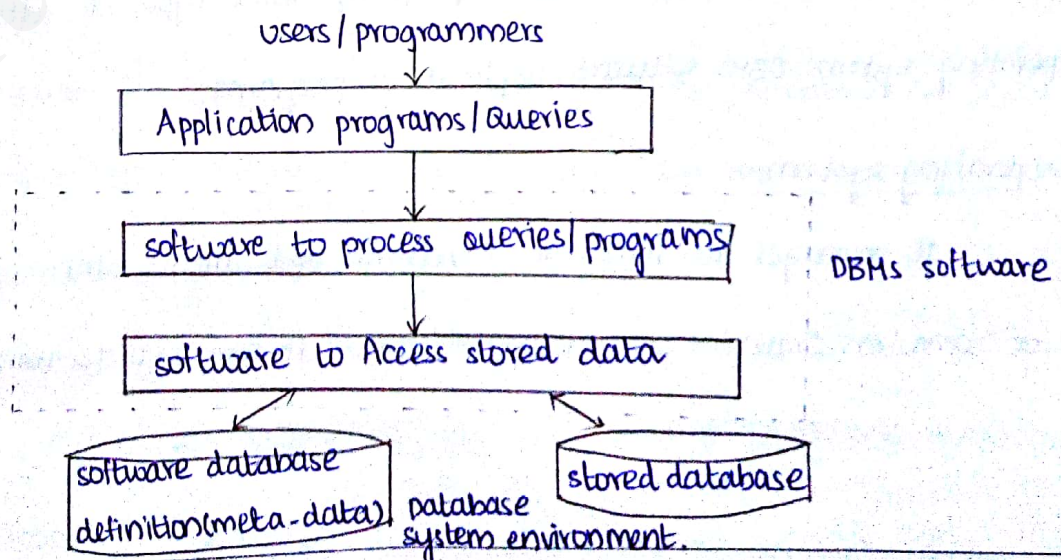 users/programmers
Application programs/Queries
software to process queries/programs
DBMs software
software to Access stored data
software database
definition(meta-data)
stored database
Database
system environment.